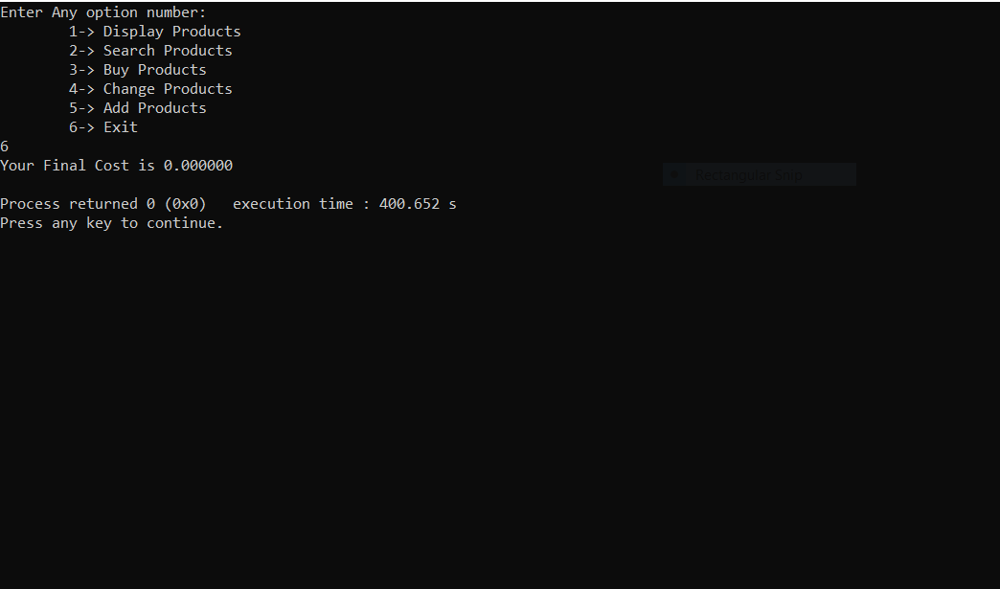 Enter Any option number:
1-> Display Products
2-> Search Products
3-> Buy Products
4-> Change Products
5-> Add Products
6-> Exit
6
Your Final Cost is 0.000000
Rectangular Snip
Process returned 0 (0x0)   execution time : 400.652 s
Press any key to continue.